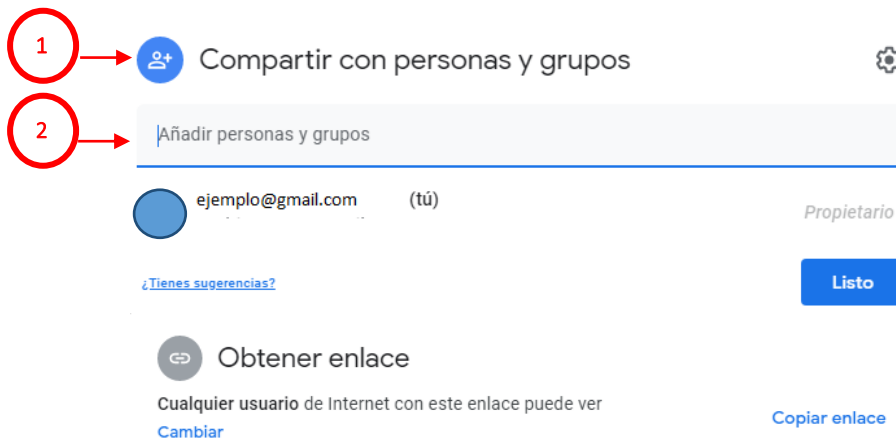 1
Compartir con personas y grupos
2
Añadir personas y grupos
ejemplo@gmail.com (tú)
Propietario
¿Tienes sugerencias?
Listo
Obtener enlace
Cualquier usuario de Internet con este enlace puede ver
Copiar enlace
Cambiar